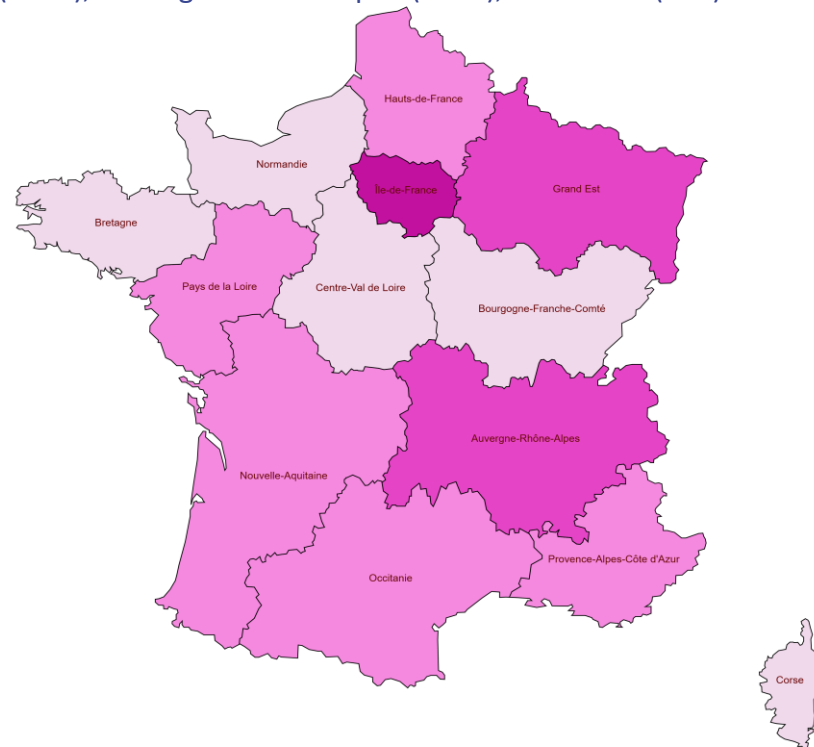 Hauts-de-France
Normandie
Île-de-France
Grand Est
Bretagne
Pays de la Loire
Centre-Val de Loire
Bourgogne-Franche-Comté
Auvergne-Rhône-Alpes
Nouvelle-Aquitaine
Provence-Alpes-Côte d'Azur
Occitanie
Corse